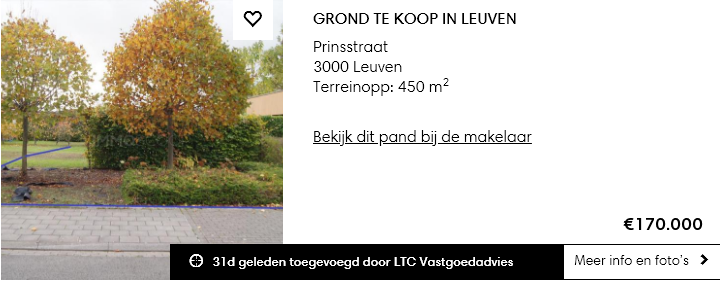 GROND TE KOOP IN LEUVEN
Prinsstraat
3000 Leuven
Terreinopp: 450 m²
Bekijk dit pand bij de makelaar
€170.000
31d geleden toegevoegd door LTC Vastgoedadvies
Meer info en foto's